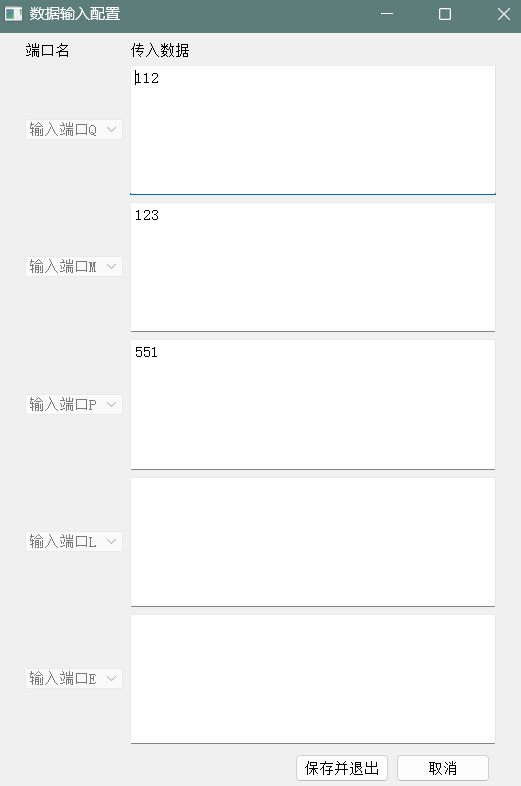 数据输入配置
端口名 传入数据
输入端口Q 112
输入端口M 123
输入端口P 551
输入端口L
输入端口E
保存并退出 取消